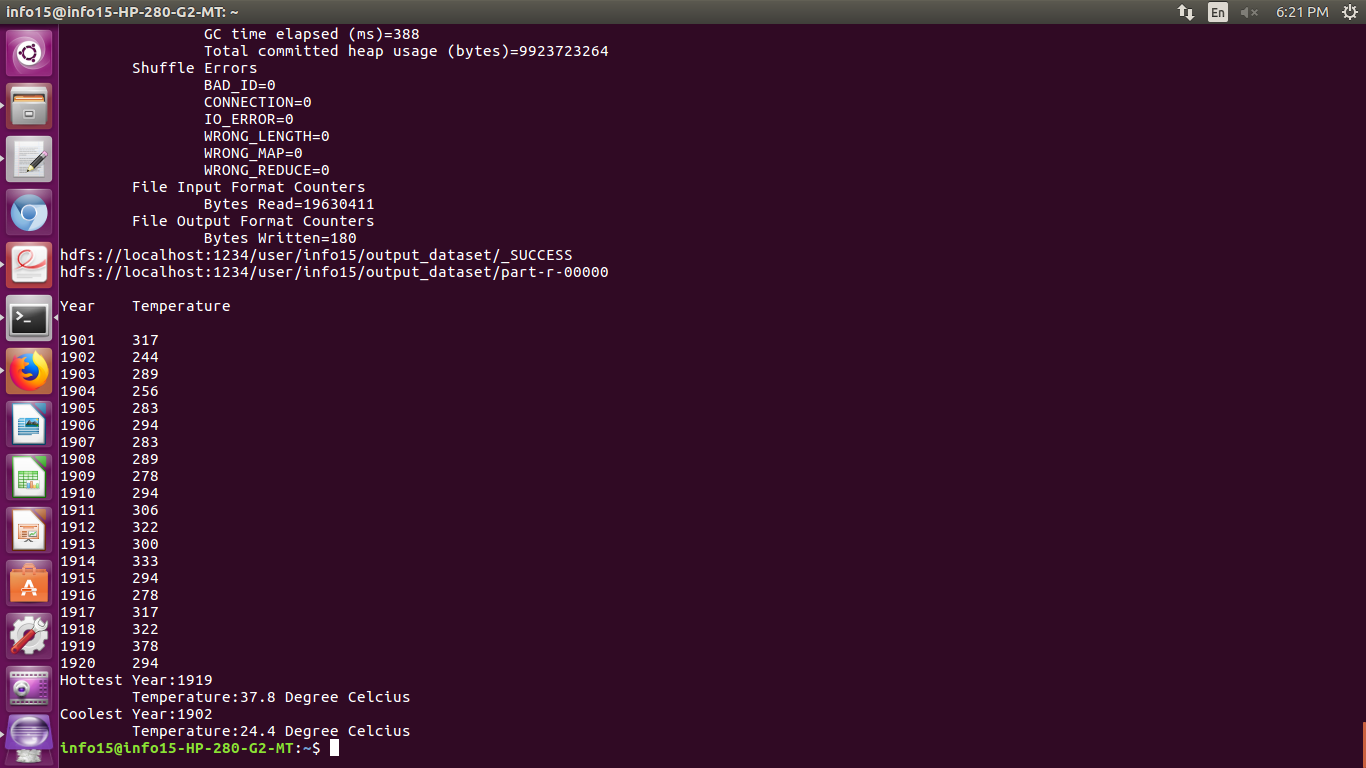 info15@info15-HP-280-G2-MT: ~
En
6:21 PM
GC time elapsed (ms)=388
Total committed heap usage (bytes)=9923723264
Shuffle Errors
BAD_ID=0
CONNECTION=0
IO_ERROR=0
WRONG_LENGTH=0
WRONG_MAP=0
WRONG_REDUCE=0
File Input Format Counters
Bytes Read=19630411
File Output Format Counters
Bytes Written=180
hdfs://localhost:1234/user/info15/output_dataset/_SUCCESS
hdfs://localhost:1234/user/info15/output_dataset/part-r-00000
Year Temperature
1901 317
1902 244
1903 289
1904 256
1905 283
1906 294
1907 283
1908 289
1909 278
1910 294
1911 306
1912 322
1913 300
1914 333
1915 294
1916 278
1917 317
1918 322
1919 378
1920 294
Hottest Year:1919
Temperature:37.8 Degree Celcius
Coolest Year:1902
Temperature:24.4 Degree Celcius
info15@info15-HP-280-G2-MT:~$